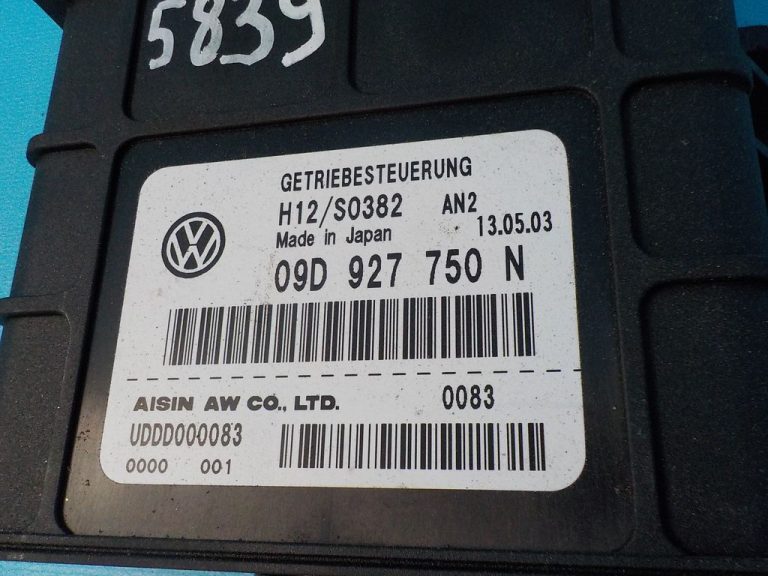 5839
GETRIEBESTEUERUNG
H12/S0382 AN2
Made in Japan 13.05.03
09D 927 750 N
AISIN AW CO., LTD. 0083
UDDD000083
0000 001